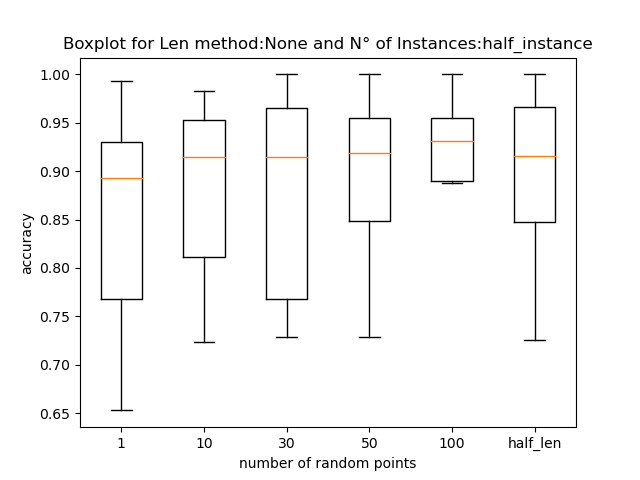 Boxplot for Len method:None and N° of Instances:half_instance
1.00
0.95
0.90
0.85
0.80
0.75
0.70
0.65
accuracy
1 10 30 50 100 half_len
number of random points